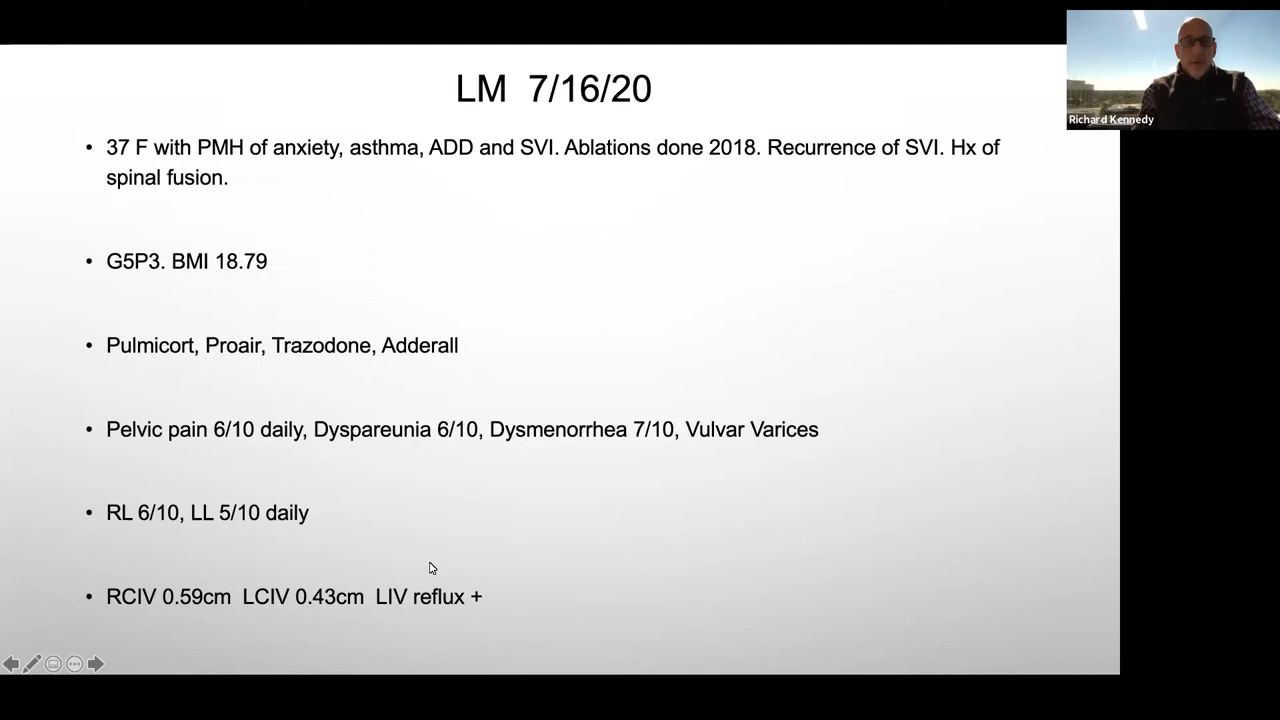 LM 7/16/20
Richard Kennedy
• 37 F with PMH of anxiety, asthma, ADD and SVI. Ablations done 2018. Recurrence of SVI. Hx of
spinal fusion.
• G5P3. BMI 18.79
• Pulmicort, Proair, Trazodone, Adderall
• Pelvic pain 6/10 daily, Dyspareunia 6/10, Dysmenorrhea 7/10, Vulvar Varices
• RL 6/10, LL 5/10 daily
• RCIV 0.59cm LCIV 0.43cm LIV reflux +